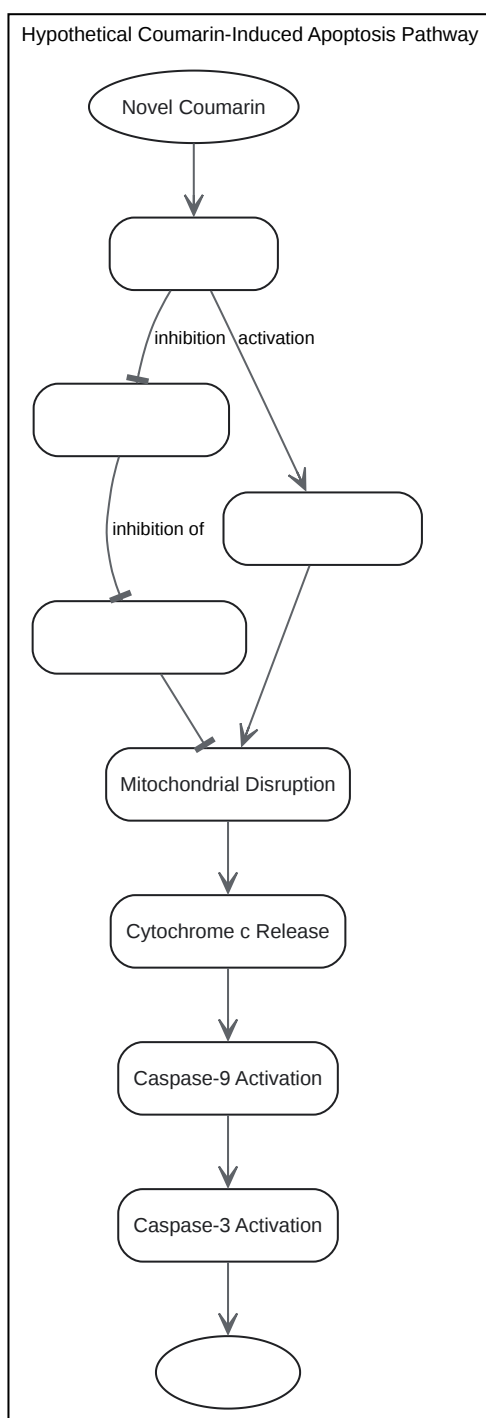 Hypothetical Coumarin-Induced Apoptosis Pathway
Novel Coumarin
inhibition
activation
inhibition of
Mitochondrial Disruption
Cytochrome c Release
Caspase-9 Activation
Caspase-3 Activation